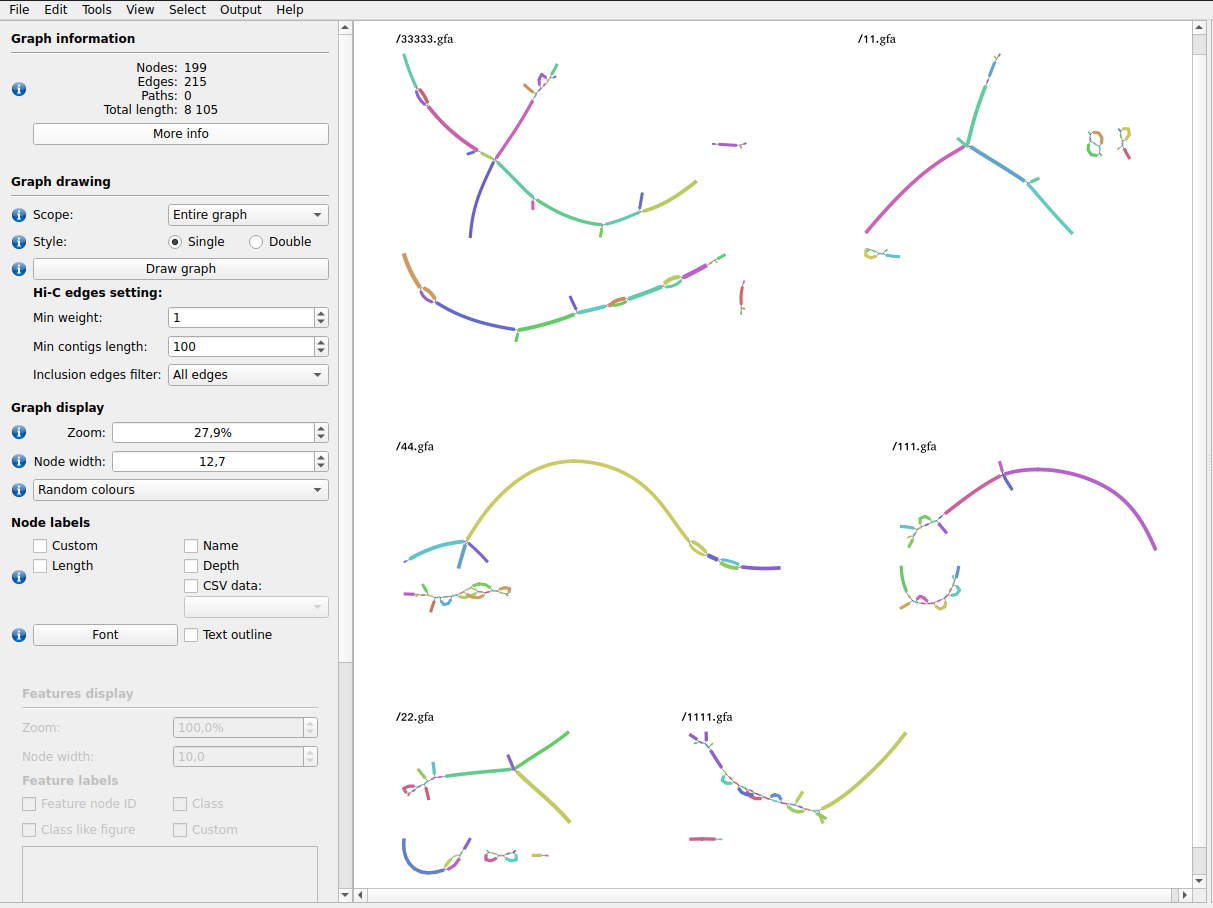 File Edit Tools View Select Output Help
Graph information
Nodes: 199
Edges: 215
Paths: 0
Total length: 8 105
More info
Graph drawing
Scope: Entire graph
Style: Single Double
Draw graph
Hi-C edges setting:
Min weight: 1
Min contigs length: 100
Inclusion edges filter: All edges
Graph display
Zoom: 27,9%
Node width: 12,7
Random colours
Node labels
Custom Name
Length Depth
CSV data:
Font Text outline
Features display
Zoom: 100,0%
Node width: 10,0
Feature labels
Feature node ID Class
Class like figure Custom
/33333.gfa /11.gfa
/44.gfa /111.gfa
/22.gfa /1111.gfa